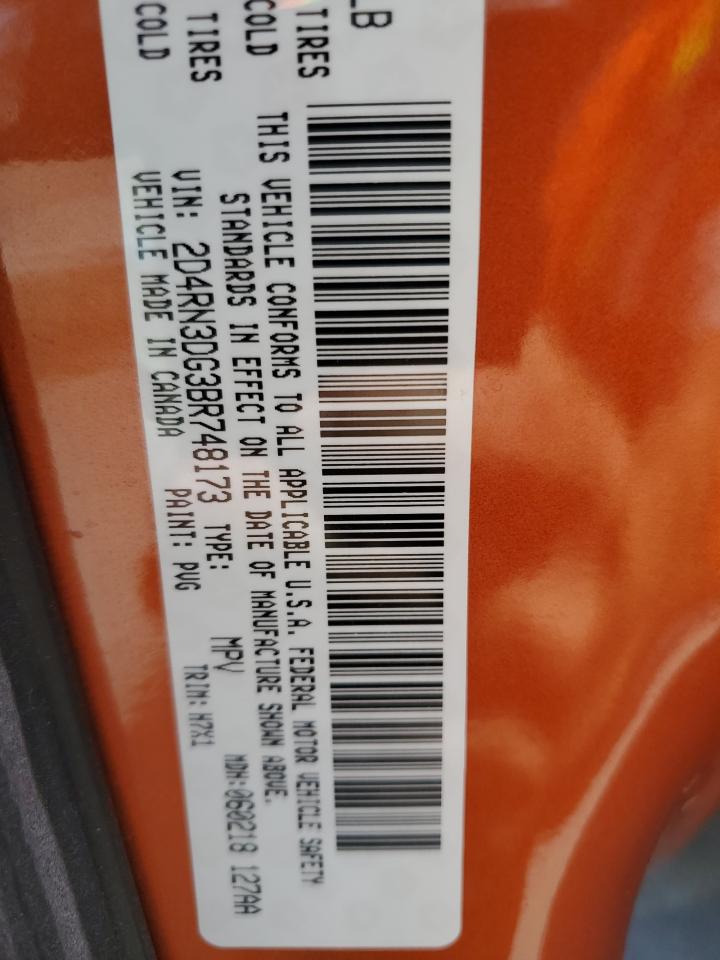 LB
TIRES
COLD
TIRES
COLD
THIS VEHICLE CONFORMS TO ALL APPLICABLE U.S.A. FEDERAL MOTOR VEHICLE SAFETY
STANDARDS IN EFFECT ON THE DATE OF MANUFACTURE SHOWN ABOVE.
VIN: 2D4RN3DG3BR748173 TYPE: MPV MDH:060218 127AA
VEHICLE MADE IN CANADA PAINT: PVG TRIM: H7X1